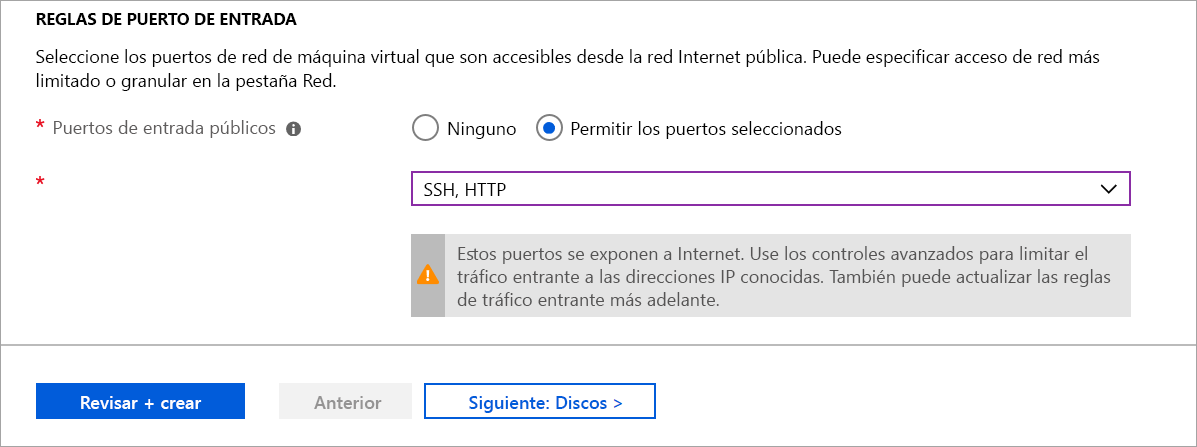 REGLAS DE PUERTO DE ENTRADA
Seleccione los puertos de red de máquina virtual que son accesibles desde la red Internet pública. Puede especificar acceso de red más
limitado o granular en la pestaña Red.
* Puertos de entrada públicos
Ninguno
Permitir los puertos seleccionados
*
SSH, HTTP
Estos puertos se exponen a Internet. Use los controles avanzados para limitar el
tráfico entrante a las direcciones IP conocidas. También puede actualizar las reglas
de tráfico entrante más adelante.
Revisar + crear
Anterior
Siguiente: Discos >